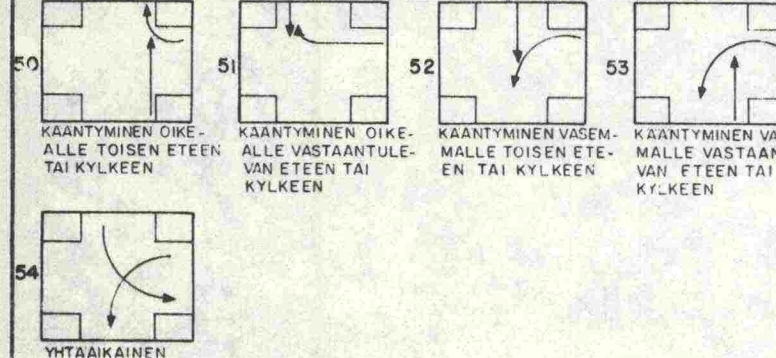 50
KÄÄNTYMINEN OIKE-
ALLE TOISEN ETEEN
TAI KYLKEEN
51
KÄÄNTYMINEN OIKE-
ALLE VASTAANTULE-
VAN ETEEN TAI
KYLKEEN
52
KÄÄNTYMINEN VASEM-
MALLE TOISEN ETE-
EN TAI KYLKEEN
53
KÄÄNTYMINEN VA
MALLE VASTAAN
VAN ETEEN TAI
KYLKEEN
54
YHTAAIKAINEN